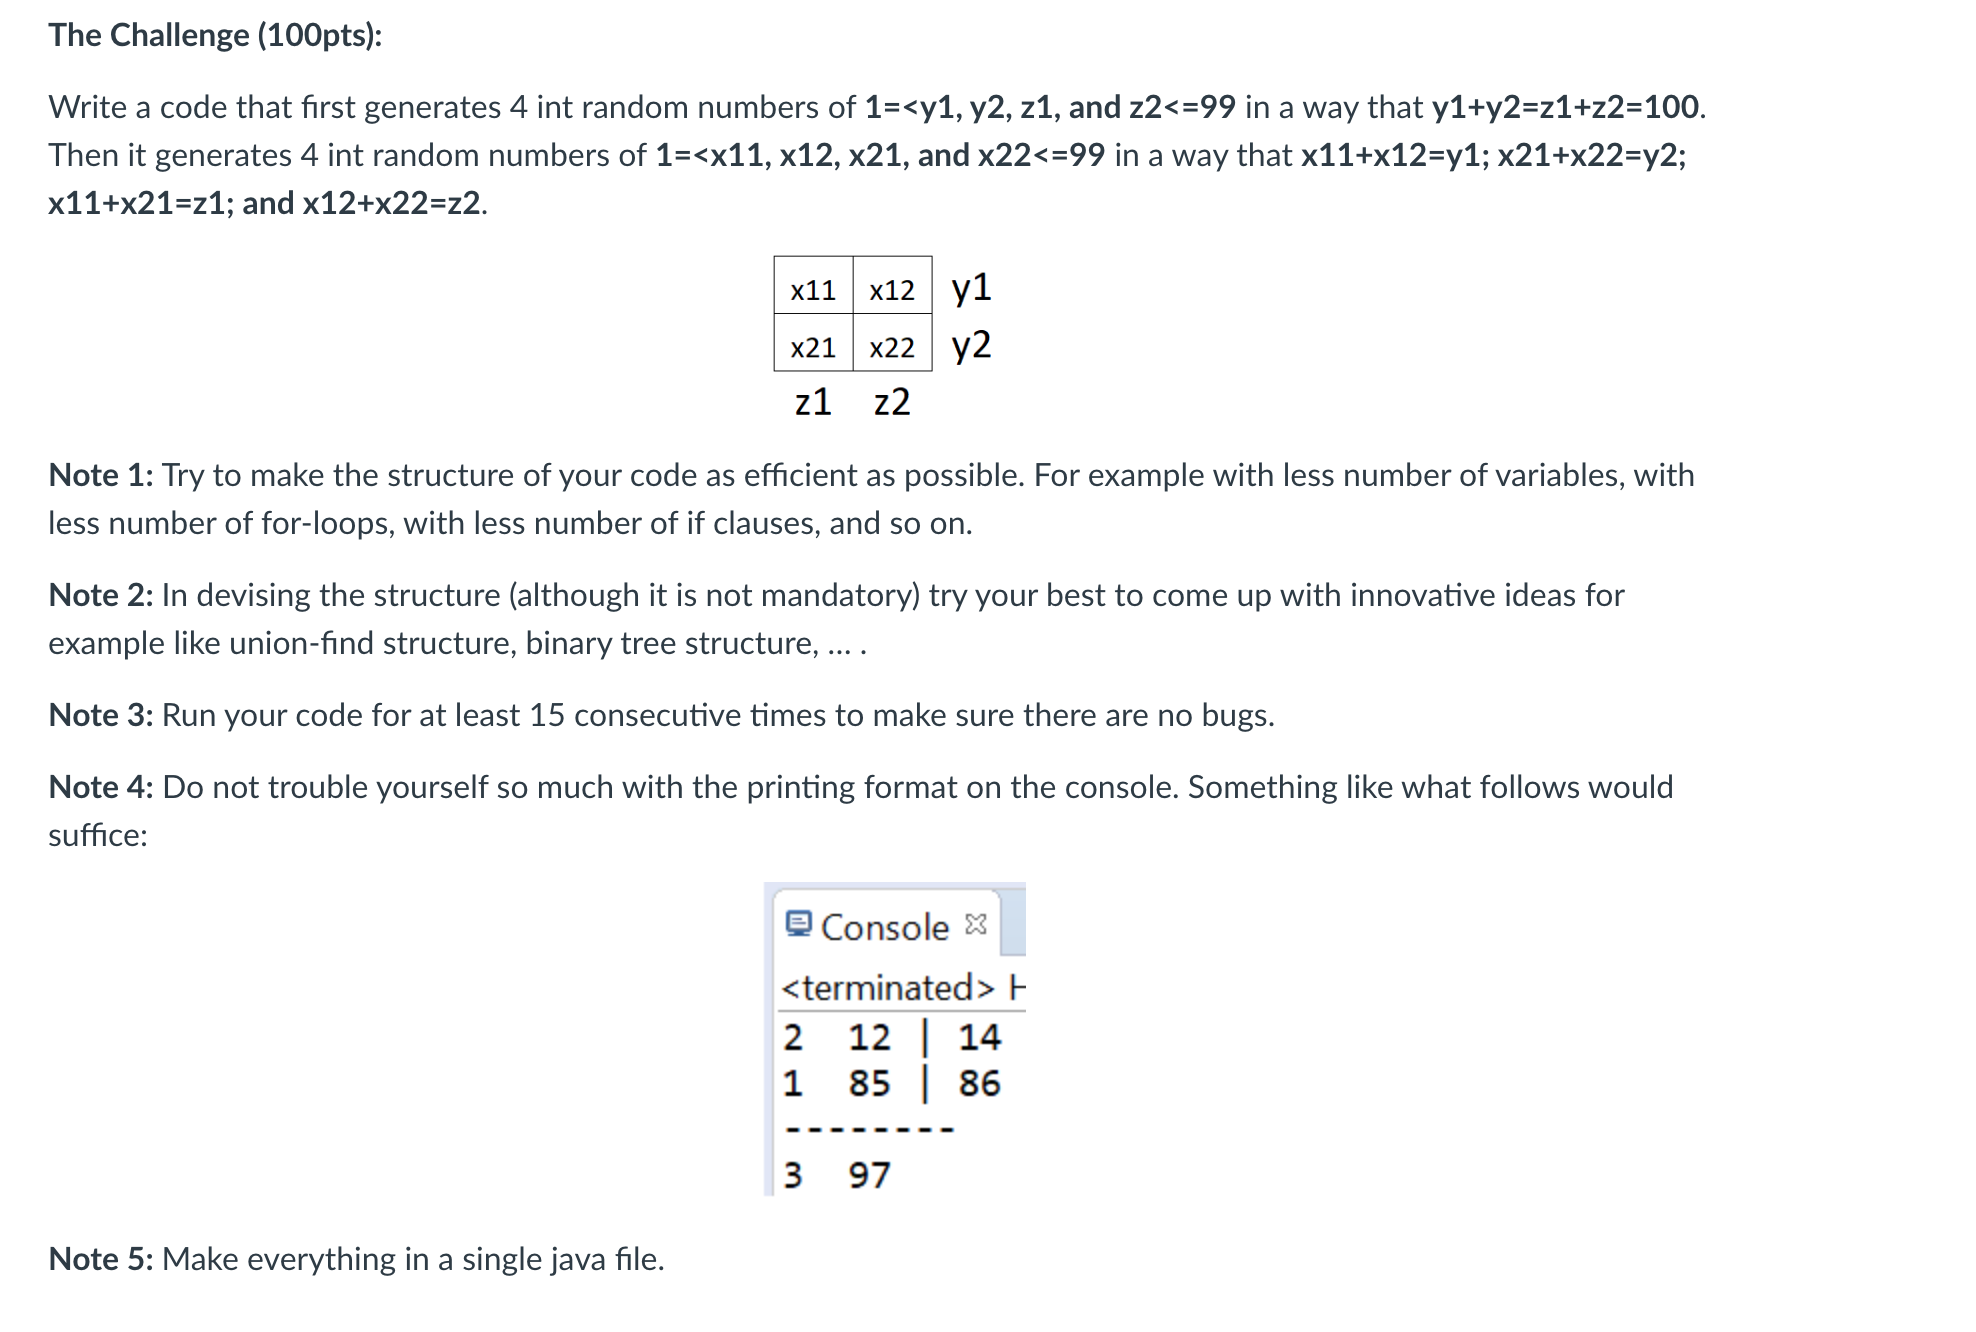 The Challenge (100pts):
Write a code that first generates 4 int random numbers of 1=<y1, y2, z1, and z2<=99 in a way that y1+y2=z1+z2=100.
Then it generates 4 int random numbers of 1=<x11, x12, x21, and x22<=99 in a way that x11+x12=y1; x21+x22=y2;
x11+x21=z1; and x12+x22=z2.
x11 x12 y1
x21 x22 y2
z1 z2
Note 1: Try to make the structure of your code as efficient as possible. For example with less number of variables, with
less number of for-loops, with less number of if clauses, and so on.
Note 2: In devising the structure (although it is not mandatory) try your best to come up with innovative ideas for
example like union-find structure, binary tree structure, ... .
Note 3: Run your code for at least 15 consecutive times to make sure there are no bugs.
Note 4: Do not trouble yourself so much with the printing format on the console. Something like what follows would
suffice:
Console
<terminated> H
2 12 | 14
1 85 | 86
--------
3 97
Note 5: Make everything in a single java file.